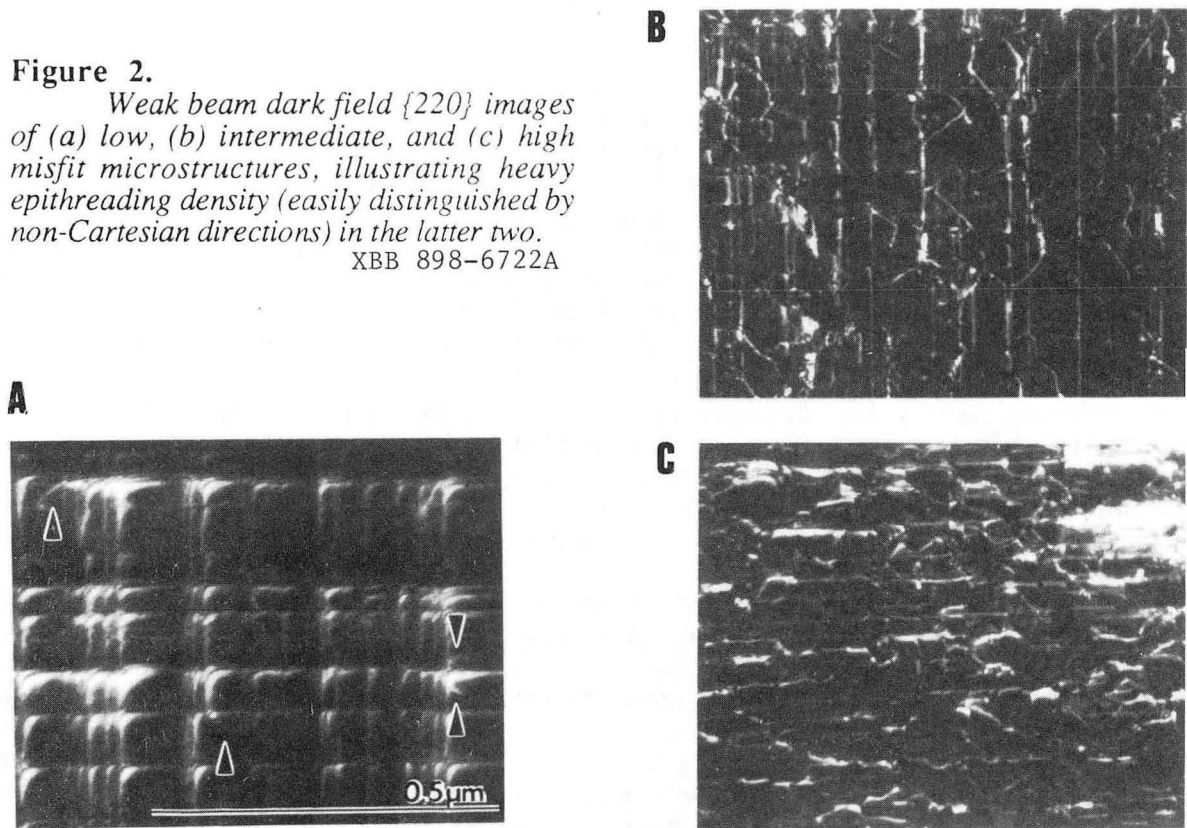 Figure 2.
Weak beam dark field {220} images
of (a) low, (b) intermediate, and (c) high
misfit microstructures, illustrating heavy
epithreading density (easily distinguished by
non-Cartesian directions) in the latter two.
XBB 898-6722A
B
A
C
0.5μm